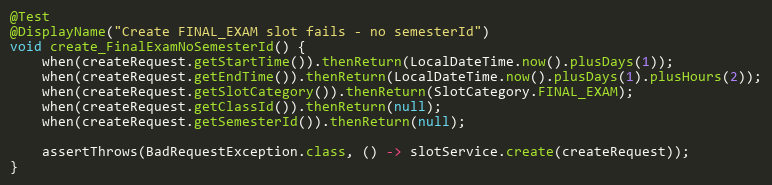 @Test
@DisplayName("Create FINAL_EXAM slot fails - no semesterId")
void create_FinalExamNoSemesterId() {
    when(createRequest.getStartTime()).thenReturn(LocalDateTime.now().plusDays(1));
    when(createRequest.getEndTime()).thenReturn(LocalDateTime.now().plusDays(1).plusHours(2));
    when(createRequest.getSlotCategory()).thenReturn(SlotCategory.FINAL_EXAM);
    when(createRequest.getClassId()).thenReturn(null);
    when(createRequest.getSemesterId()).thenReturn(null);

    assertThrows(BadRequestException.class, () -> slotService.create(createRequest));
}